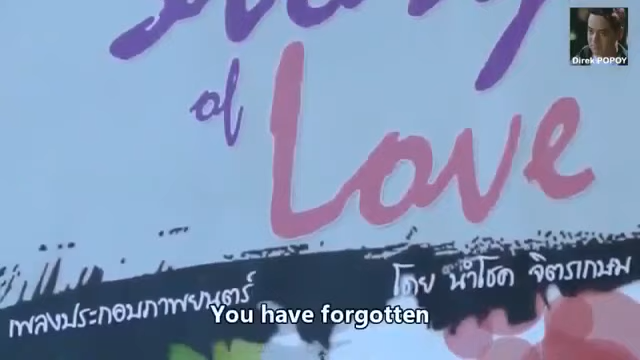 Direk POPOY
of
Love
เพลงประกอบภาพยนตร์
โดย นำโชค จิตรเกษม
You have forgotten